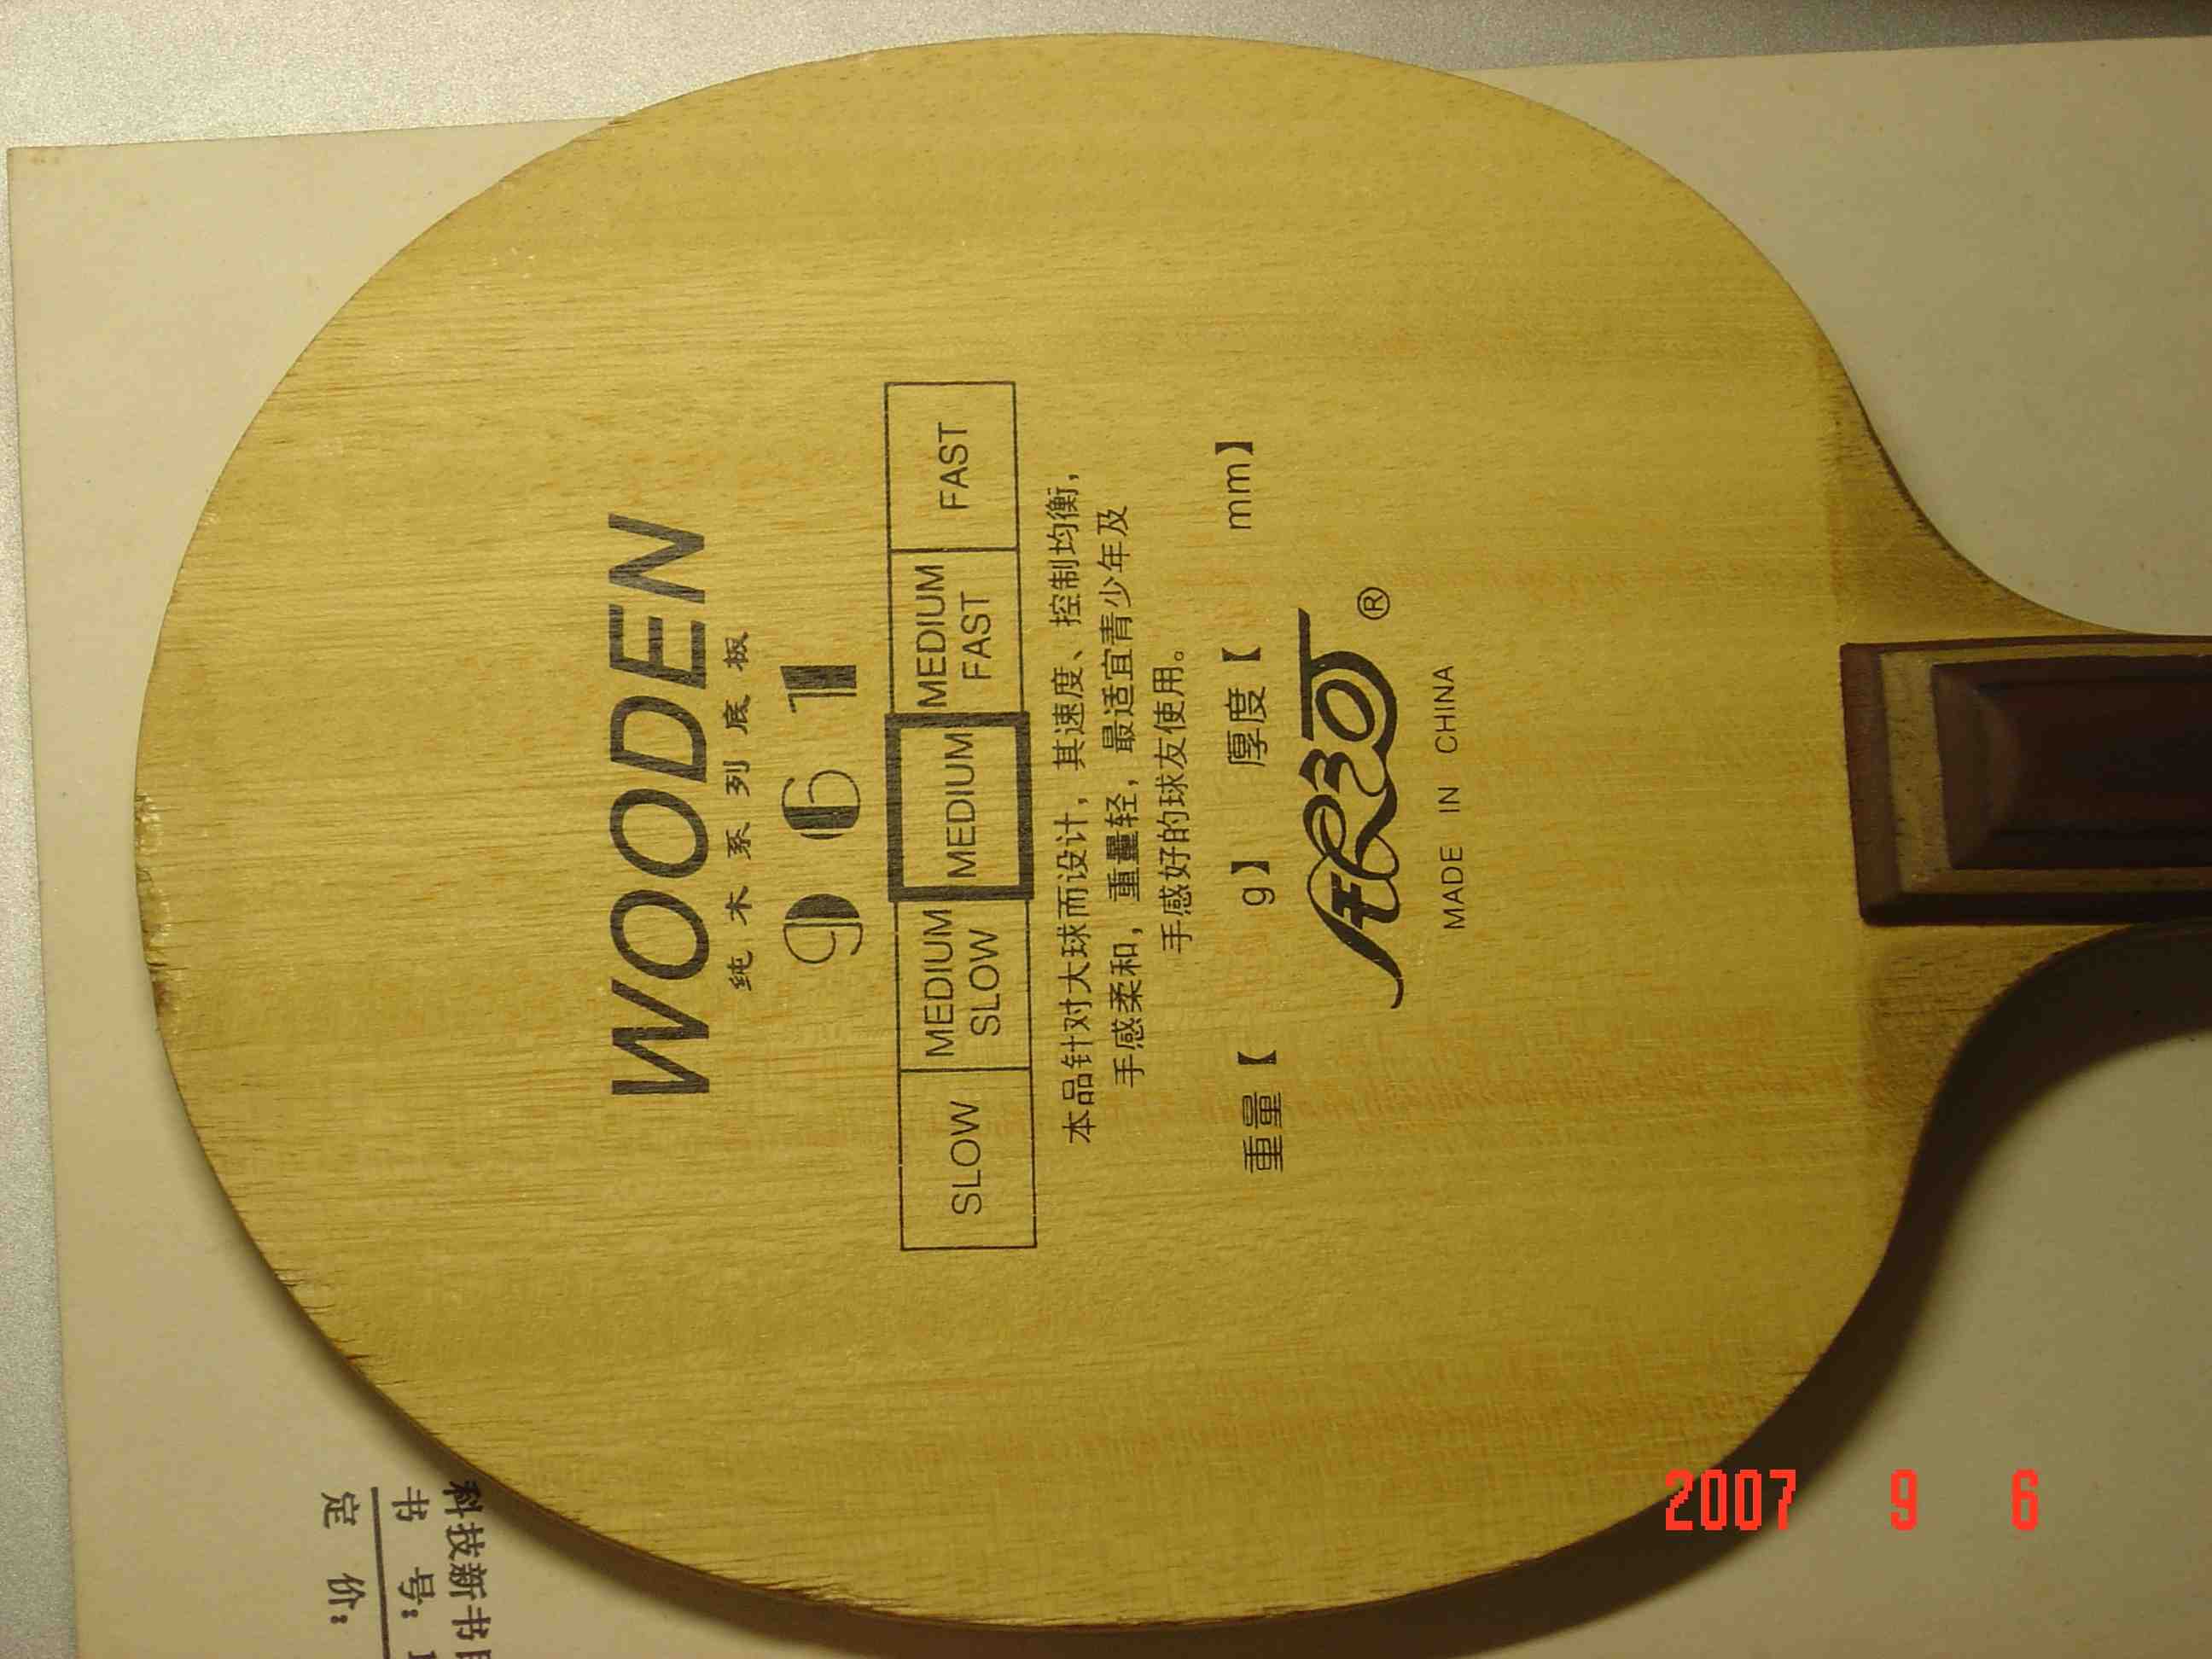 WOODEN
纯木系列底板
961
SLOW MEDIUM SLOW MEDIUM MEDIUM FAST FAST
本品针对大球而设计，其速度、控制均衡，
手感柔和，重量轻，最适宜青少年及
手感好的球友使用。
重量【 g】 厚度【 mm】
MADE IN CHINA
科技新书目
书 号：
定 价：
2007 9 6